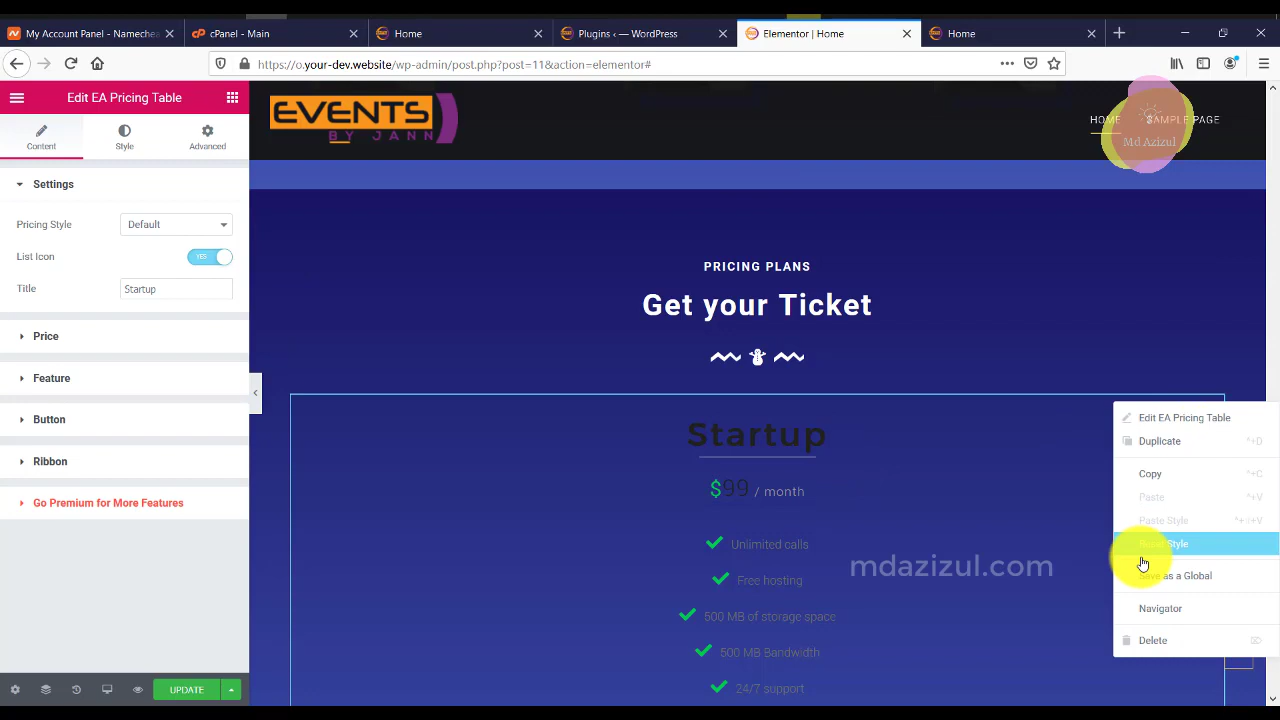 My Account Panel - Namechea
cPanel - Main
Home
Plugins ‹ — WordPress
Elementor | Home
Home
https://o.your-dev.website/wp-admin/post.php?post=11&action=elementor#
Edit EA Pricing Table
Content
Style
Advanced
Settings
Pricing Style
Default
List Icon
YES
Title
Startup
Price
Feature
Button
Ribbon
Go Premium for More Features
UPDATE
EVENTS
BY JANN
HOME
SAMPLE PAGE
Md Azizul
PRICING PLANS
Get your Ticket
Startup
$99 / month
Unlimited calls
Free hosting
500 MB of storage space
500 MB Bandwidth
24/7 support
mdazizul.com
Edit EA Pricing Table
Duplicate ^+D
Copy ^+C
Paste ^+V
Paste Style
Style
Save as a Global
Navigator
Delete